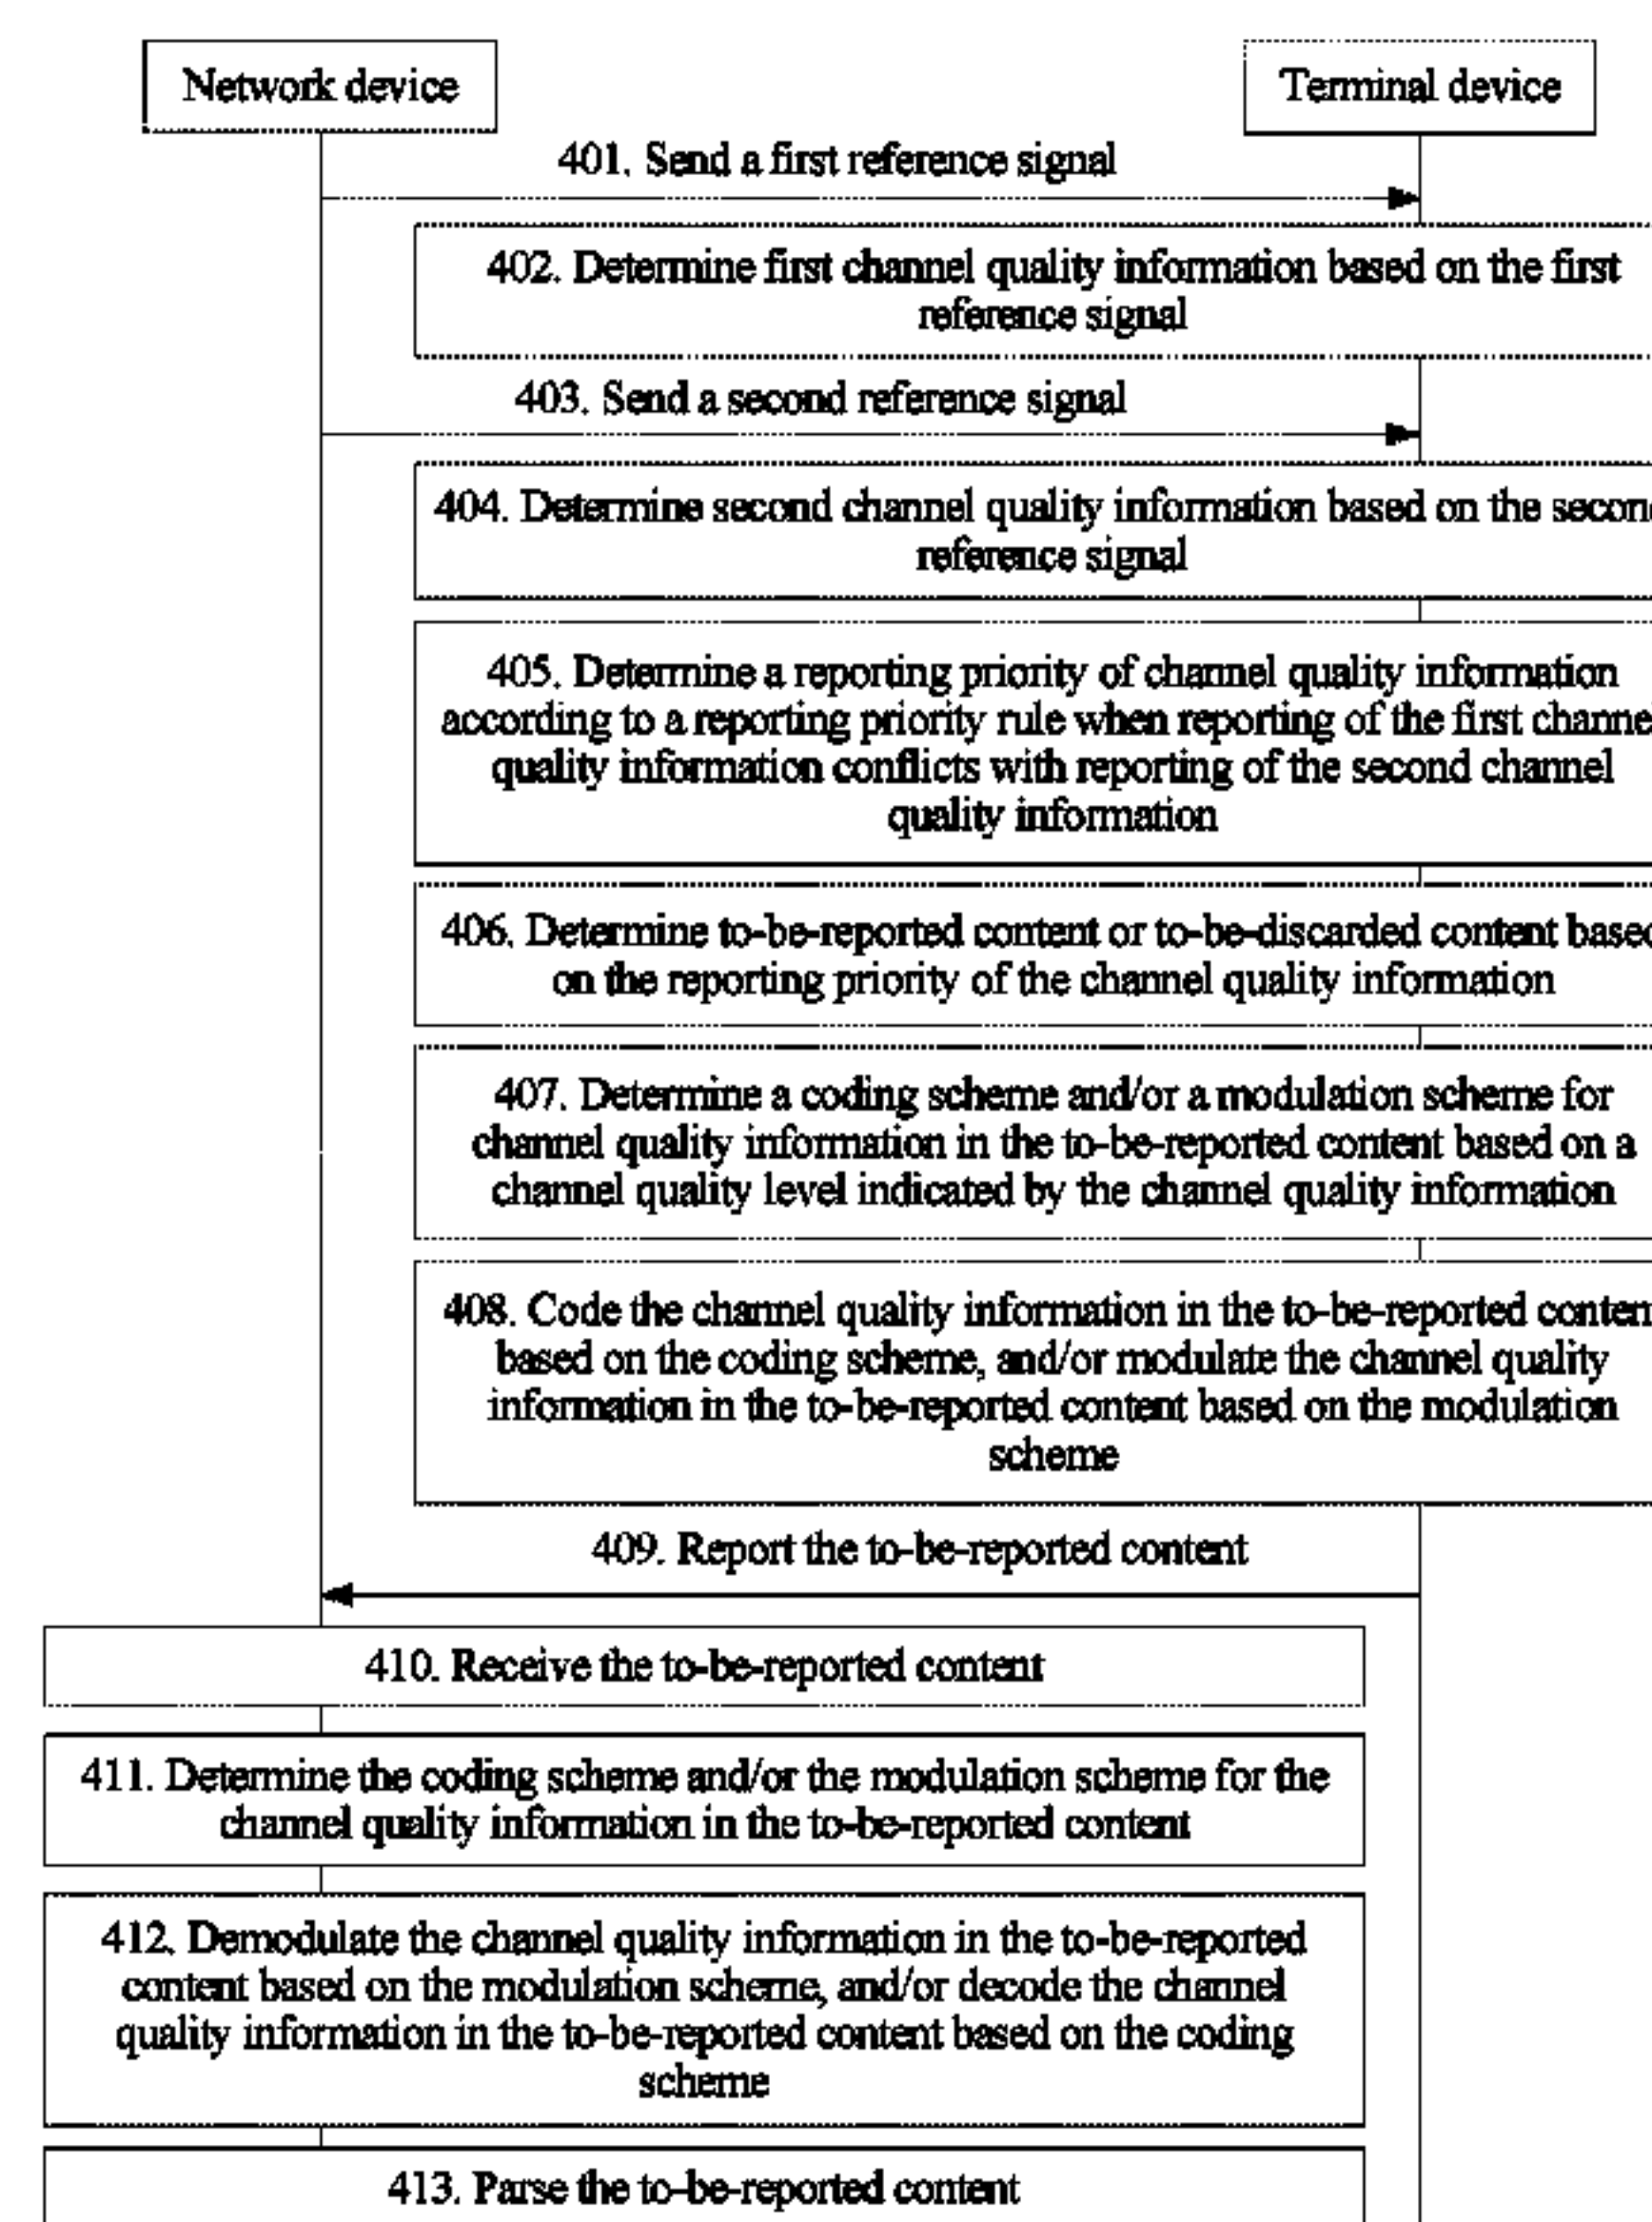 Network device
Terminal device
401. Send a first reference signal
402. Determine first channel quality information based on the first
reference signal
403. Send a second reference signal
404. Determine second channel quality information based on the secon
reference signal
405. Determine a reporting priority of channel quality information
according to a reporting priority rule when reporting of the first channel
quality information conflicts with reporting of the second channel
quality information
406. Determine to-be-reported content or to-be-discarded content based
on the reporting priority of the channel quality information
407. Determine a coding scheme and/or a modulation scheme for
channel quality information in the to-be-reported content based on a
channel quality level indicated by the channel quality information
408. Code the channel quality information in the to-be-reported conten
based on the coding scheme, and/or modulate the channel quality
information in the to-be-reported content based on the modulation
scheme
409. Report the to-be-reported content
410. Receive the to-be-reported content
411. Determine the coding scheme and/or the modulation scheme for the
channel quality information in the to-be-reported content
412. Demodulate the channel quality information in the to-be-reported
content based on the modulation scheme, and/or decode the channel
quality information in the to-be-reported content based on the coding
scheme
413. Parse the to-be-reported content